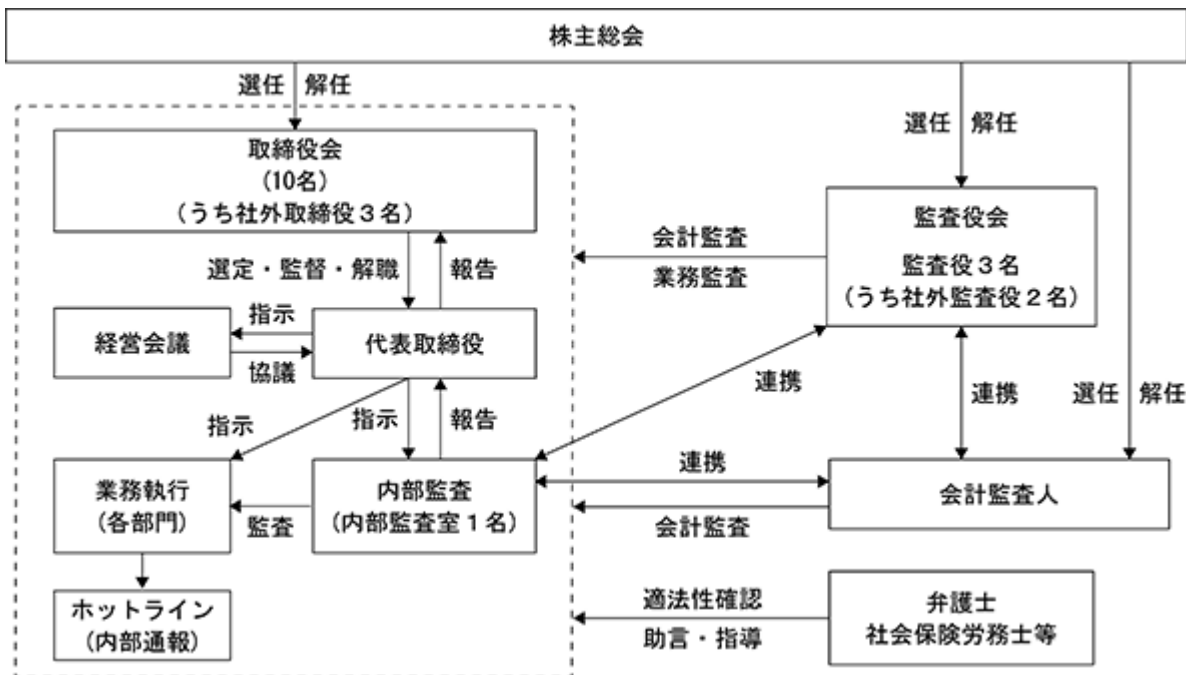 株主総会
選任 解任
取締役会
(10名)
(うち社外取締役３名)
選定・監督・解職
報告
経営会議
指示
協議
代表取締役
指示
指示
報告
業務執行
(各部門)
監査
内部監査
(内部監査室１名)
ホットライン
(内部通報)
選任 解任
監査役会
監査役３名
(うち社外監査役２名)
会計監査
業務監査
連携
連携
選任 解任
連携
会計監査
会計監査人
適法性確認
助言・指導
弁護士
社会保険労務士等